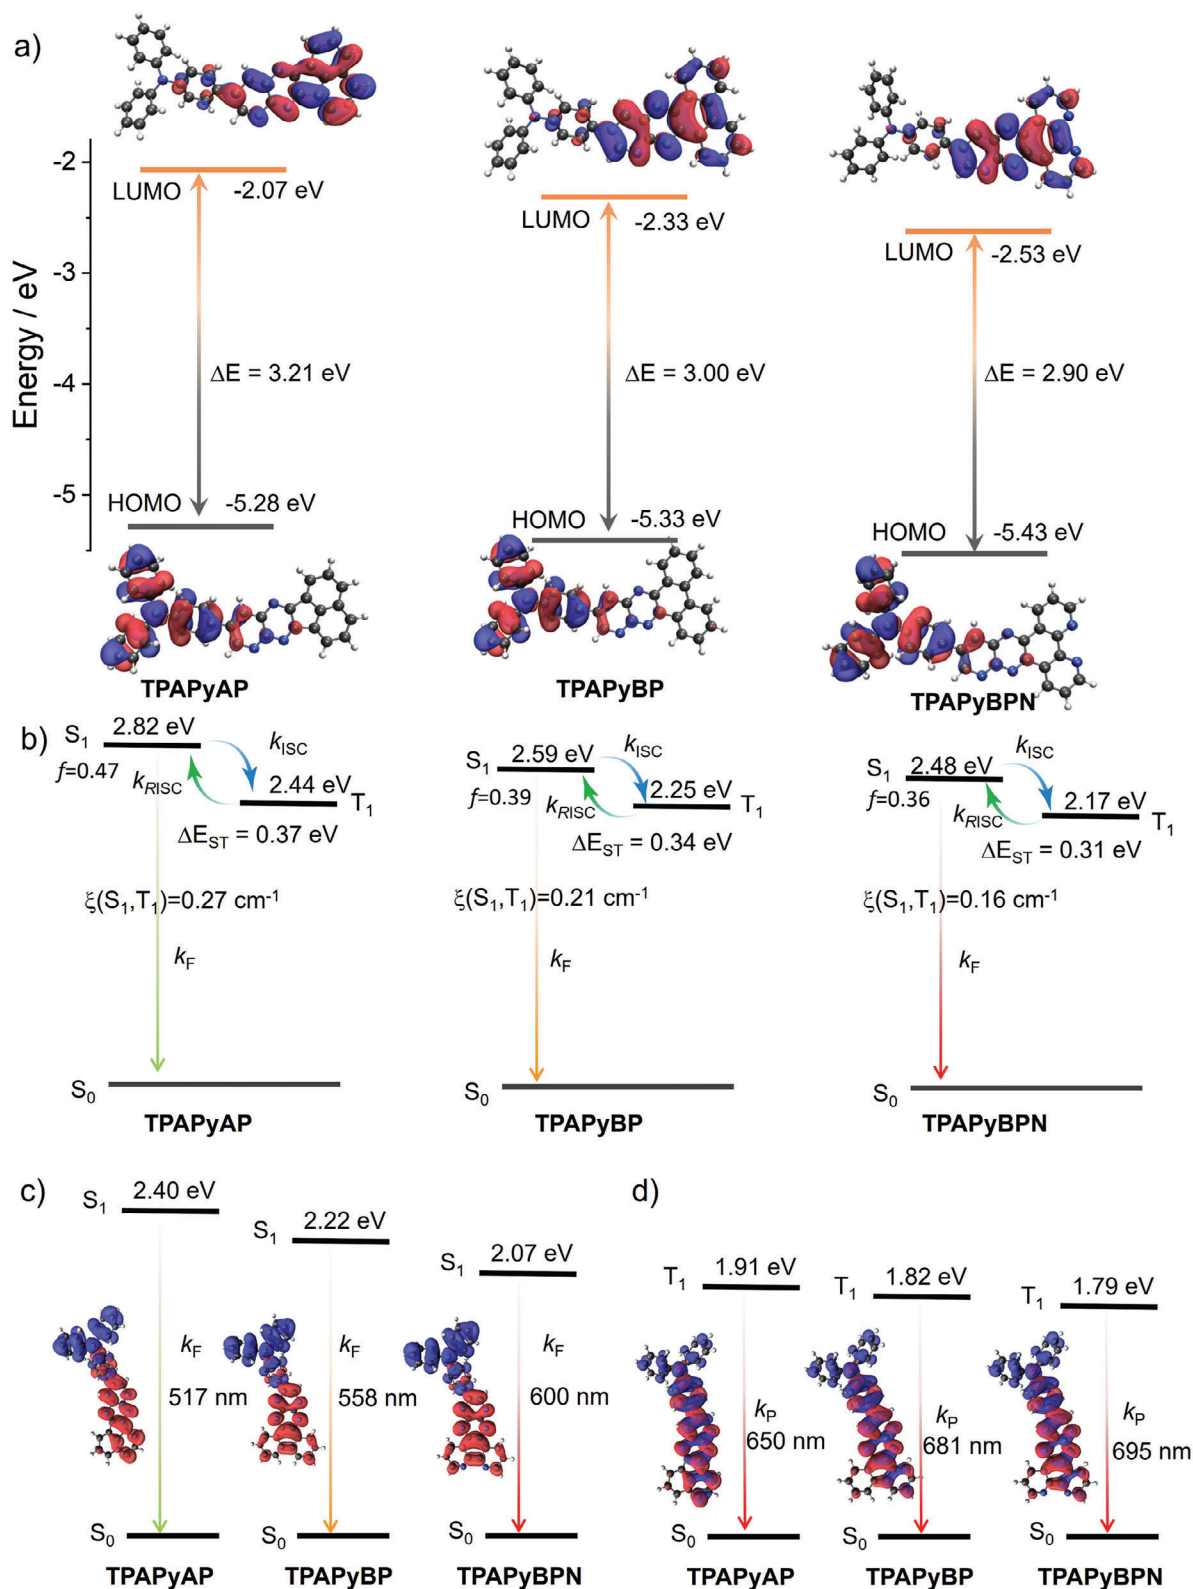 a)
Energy / eV
-2
-3
-4
-5
LUMO -2.07 eV
LUMO -2.33 eV
LUMO -2.53 eV
ΔE = 3.21 eV
ΔE = 3.00 eV
ΔE = 2.90 eV
HOMO -5.28 eV
HOMO -5.33 eV
HOMO -5.43 eV
TPAPyAP
TPAPyBP
TPAPyBPN
b)
S1 2.82 eV
f=0.47
kISC
kRISC
2.44 eV
T1
ΔEST = 0.37 eV
ξ(S1,T1)=0.27 cm-1
kF
S0
TPAPyAP
S1 2.59 eV
f=0.39
kISC
kRISC
2.25 eV
T1
ΔEST = 0.34 eV
ξ(S1,T1)=0.21 cm-1
kF
S0
TPAPyBP
S1 2.48 eV
f=0.36
kISC
kRISC
2.17 eV
T1
ΔEST = 0.31 eV
ξ(S1,T1)=0.16 cm-1
kF
S0
TPAPyBPN
c)
S1 2.40 eV
kF
517 nm
S0
TPAPyAP
S1 2.22 eV
kF
558 nm
TPAPyBP
S1 2.07 eV
kF
600 nm
TPAPyBPN
d)
T1 1.91 eV
kP
650 nm
S0
TPAPyAP
T1 1.82 eV
kP
681 nm
TPAPyBP
T1 1.79 eV
kP
695 nm
TPAPyBPN